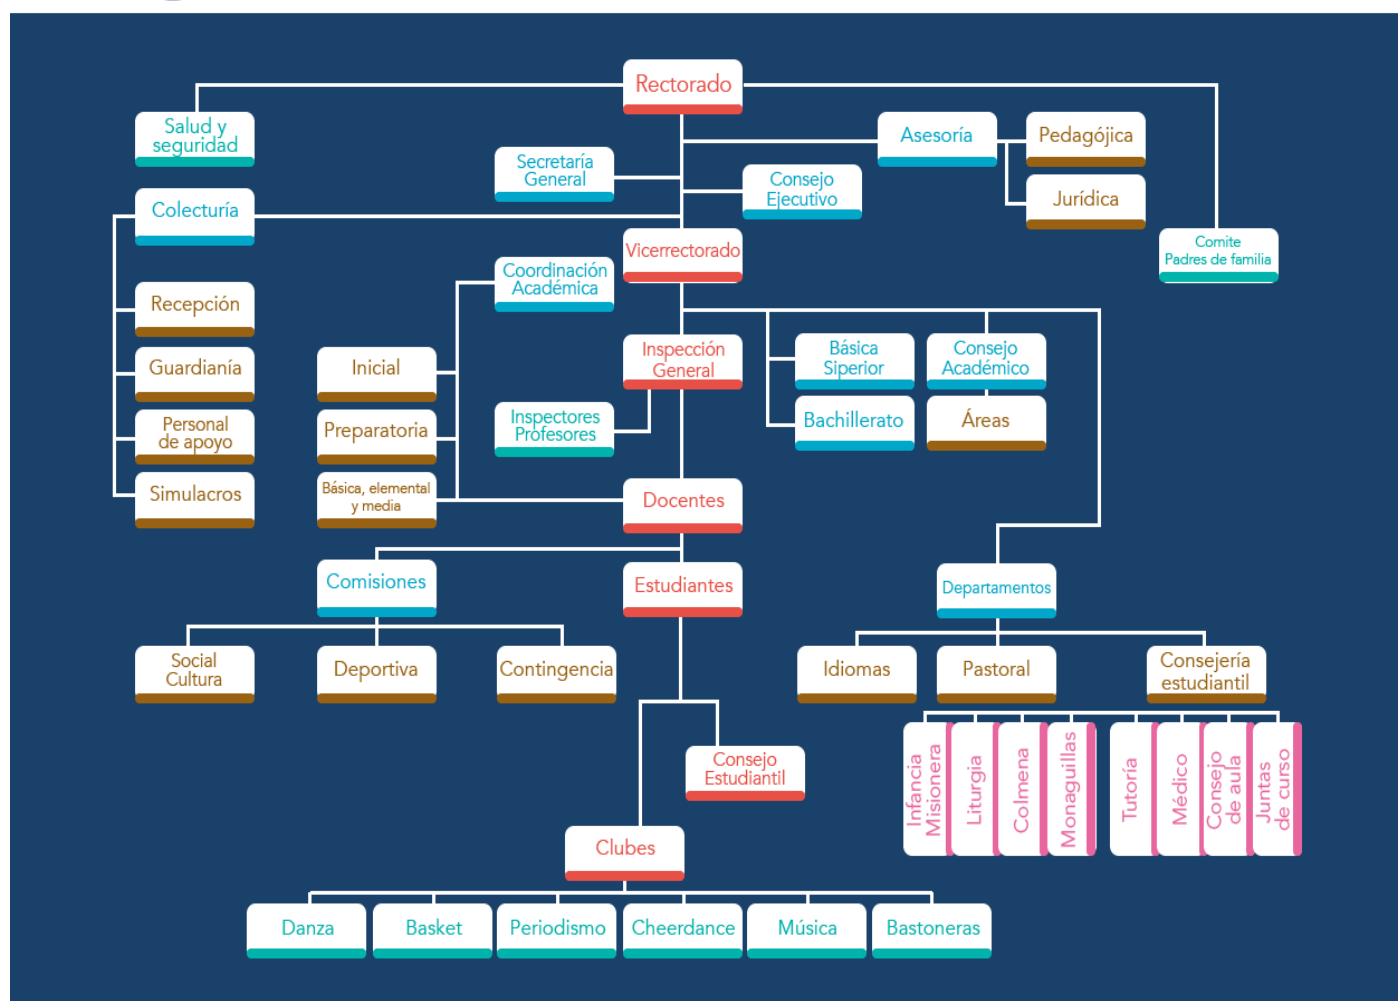 Rectorado
Salud y
seguridad
Asesoría
Pedagójica
Secretaría
General
Consejo
Ejecutivo
Jurídica
Colecturía
Vicerrectorado
Comite
Padres de familia
Coordinación
Académica
Recepción
Inspección
General
Básica
Siperior
Consejo
Académico
Guardianía
Inicial
Inspectores
Profesores
Bachillerato
Áreas
Personal
de apoyo
Preparatoria
Simulacros
Básica, elemental
y media
Docentes
Comisiones
Estudiantes
Departamentos
Social
Cultura
Deportiva
Contingencia
Idiomas
Pastoral
Consejería
estudiantil
Infancia
Misionera
Liturgia
Colmena
Monaguillas
Tutoría
Médico
Consejo
de aula
Juntas
de curso
Consejo
Estudiantil
Clubes
Danza
Basket
Periodismo
Cheerdance
Música
Bastoneras